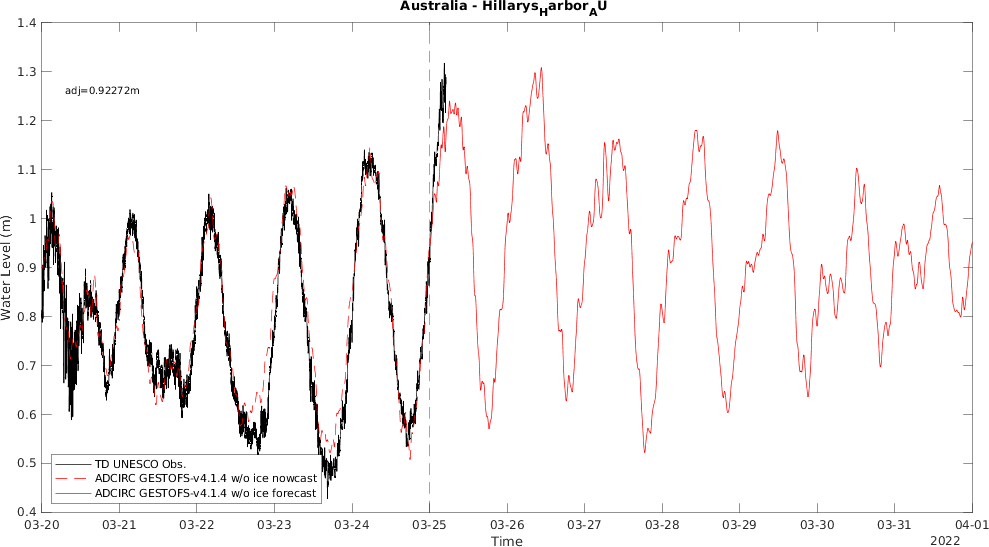 Australia - HillarysHarborAU
1.4
1.3
1.2
1.1
1
0.9
0.8
0.7
0.6
0.5
0.4
Water Level (m)
adj=0.92272m
TD UNESCO Obs.
ADCIRC GESTOFS-v4.1.4 w/o ice nowcast
ADCIRC GESTOFS-v4.1.4 w/o ice forecast
03-20 03-21 03-22 03-23 03-24 03-25 03-26 03-27 03-28 03-29 03-30 03-31 04-01
Time
2022